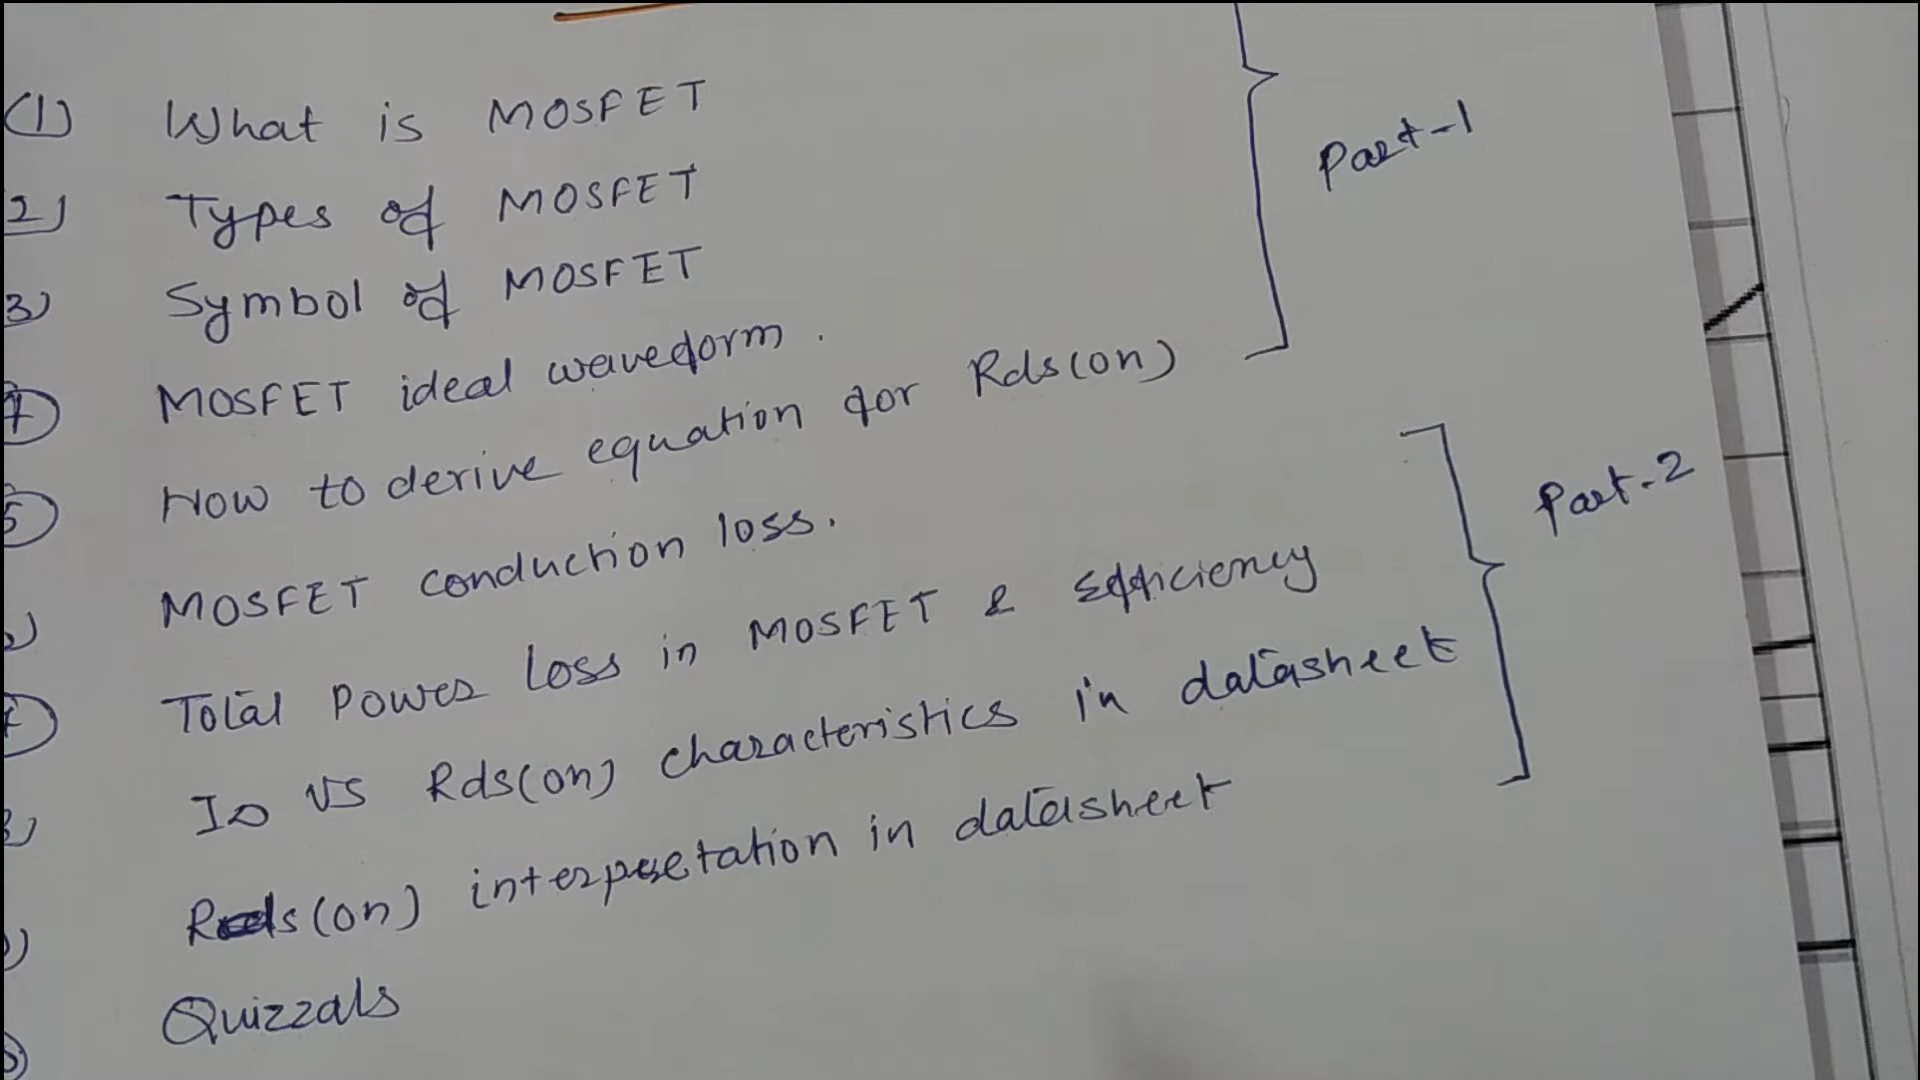 (1) What is MOSFET
2) Types of MOSFET
3) Symbol of MOSFET
MOSFET ideal waveform.
5 How to derive equation for Rds(on)
Part-1
MOSFET conduction loss.
Total Power Loss in MOSFET & Efficiency
ID VS Rds(on) characteristics in datasheet
Rds(on) interpretation in datasheet
Part-2
Quizzals